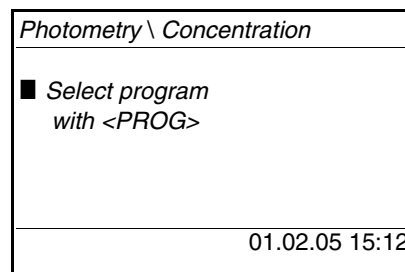 Photometry \ Concentration
Select program
with <PROG>
01.02.05 15:12